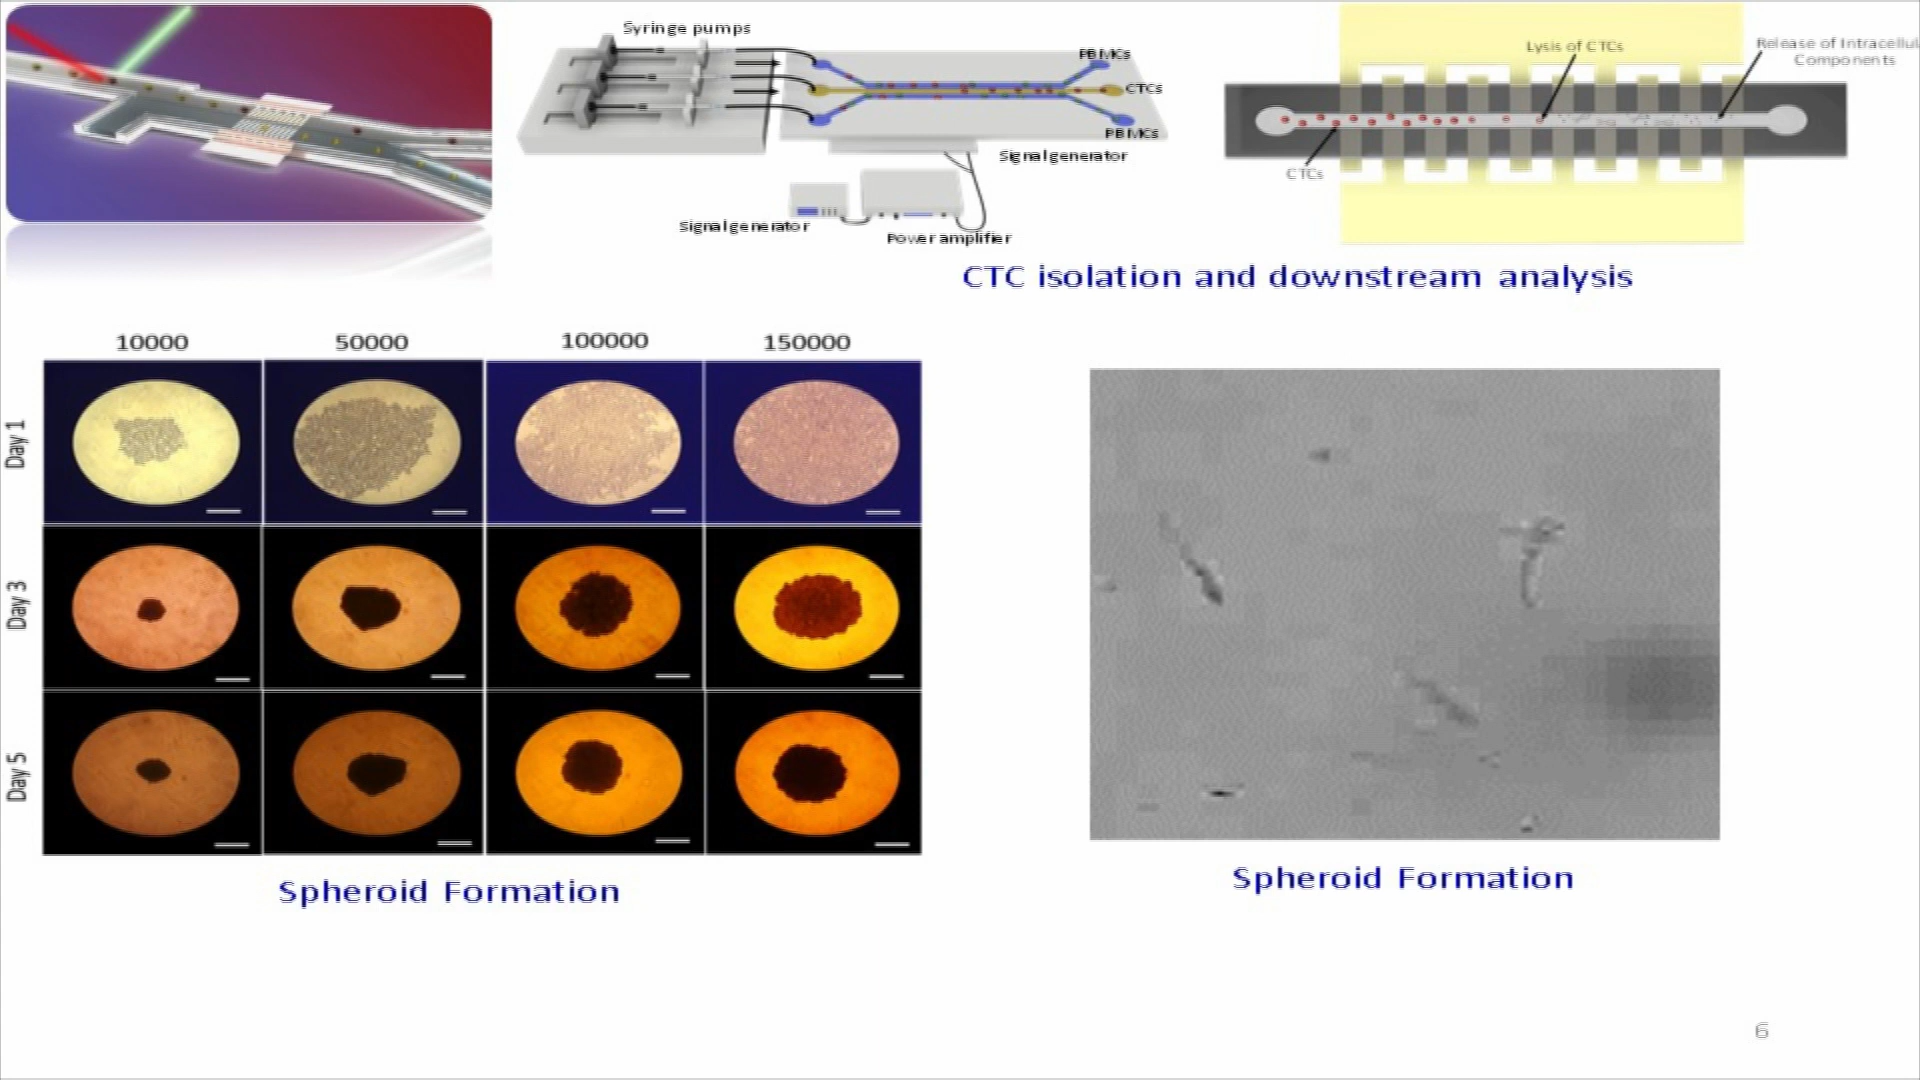 Syringe pumps
PBMCs
CTCs
PBMCs
Signal generator
Signal generator
Power amplifier
Lysis of CTCs
Release of Intracellul
Components
CTCs
CTC isolation and downstream analysis
10000 50000 100000 150000
Day 1
Day 3
Day 5
Spheroid Formation
Spheroid Formation
6